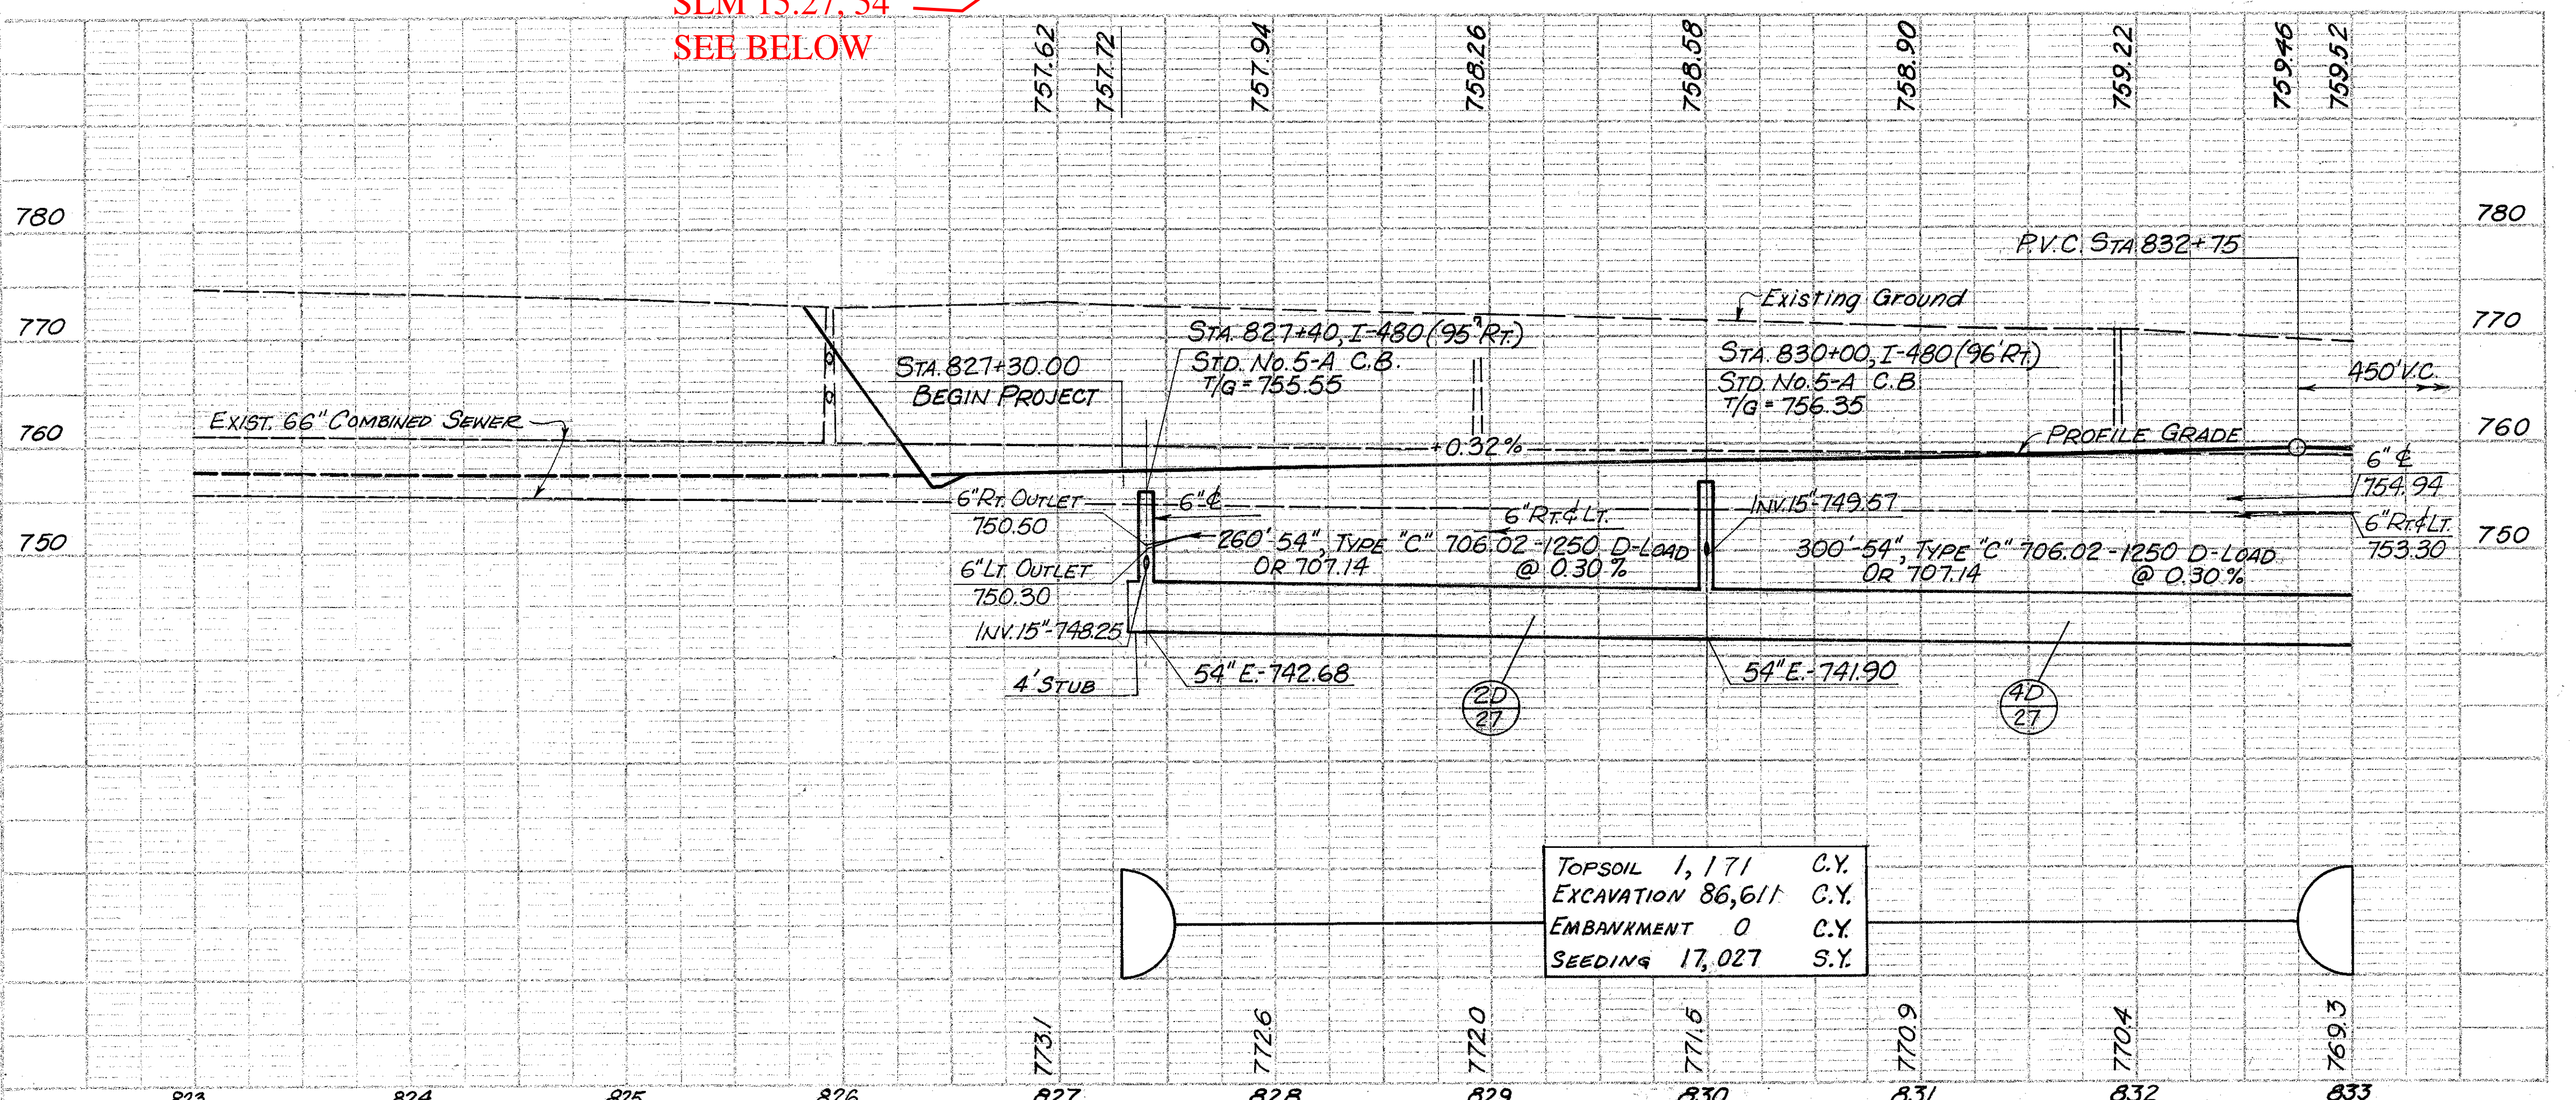 SLM 13.27, 54
SEE BELOW
757.62
757.72
757.94
758.26
758.58
758.90
759.22
759.46
759.52
780
780
P.V.C. STA. 832+75
Existing Ground
770
770
STA. 827+40, I-480 (95' RT.)
STD. No. 5-A C.B.
T/G = 755.55
STA. 827+30.00
BEGIN PROJECT
STA. 830+00, I-480 (96' RT.)
STD. No. 5-A C.B.
T/G = 756.35
450' V.C.
EXIST. 66" COMBINED SEWER
760
760
+0.32%
PROFILE GRADE
6" ℄
754.94
6" RT. OUTLET
750.50
6" ℄
6" RT. & LT.
INV. 15"-749.57
6" RT. & LT.
753.30
750
750
260'-54", TYPE "C" 706.02-1250 D-LOAD
OR 707.14 @ 0.30 %
300'-54", TYPE "C" 706.02-1250 D-LOAD
OR 707.14 @ 0.30 %
6" LT. OUTLET
750.30
INV. 15"-748.25
4' STUB
54" E.-742.68
54" E.-741.90
2D
27
4D
27
TOPSOIL 1,171 C.Y.
EXCAVATION 86,611 C.Y.
EMBANKMENT 0 C.Y.
SEEDING 17,027 S.Y.
773.1
772.6
772.0
771.5
770.9
770.4
769.3
823
824
825
826
827
828
829
830
831
832
833